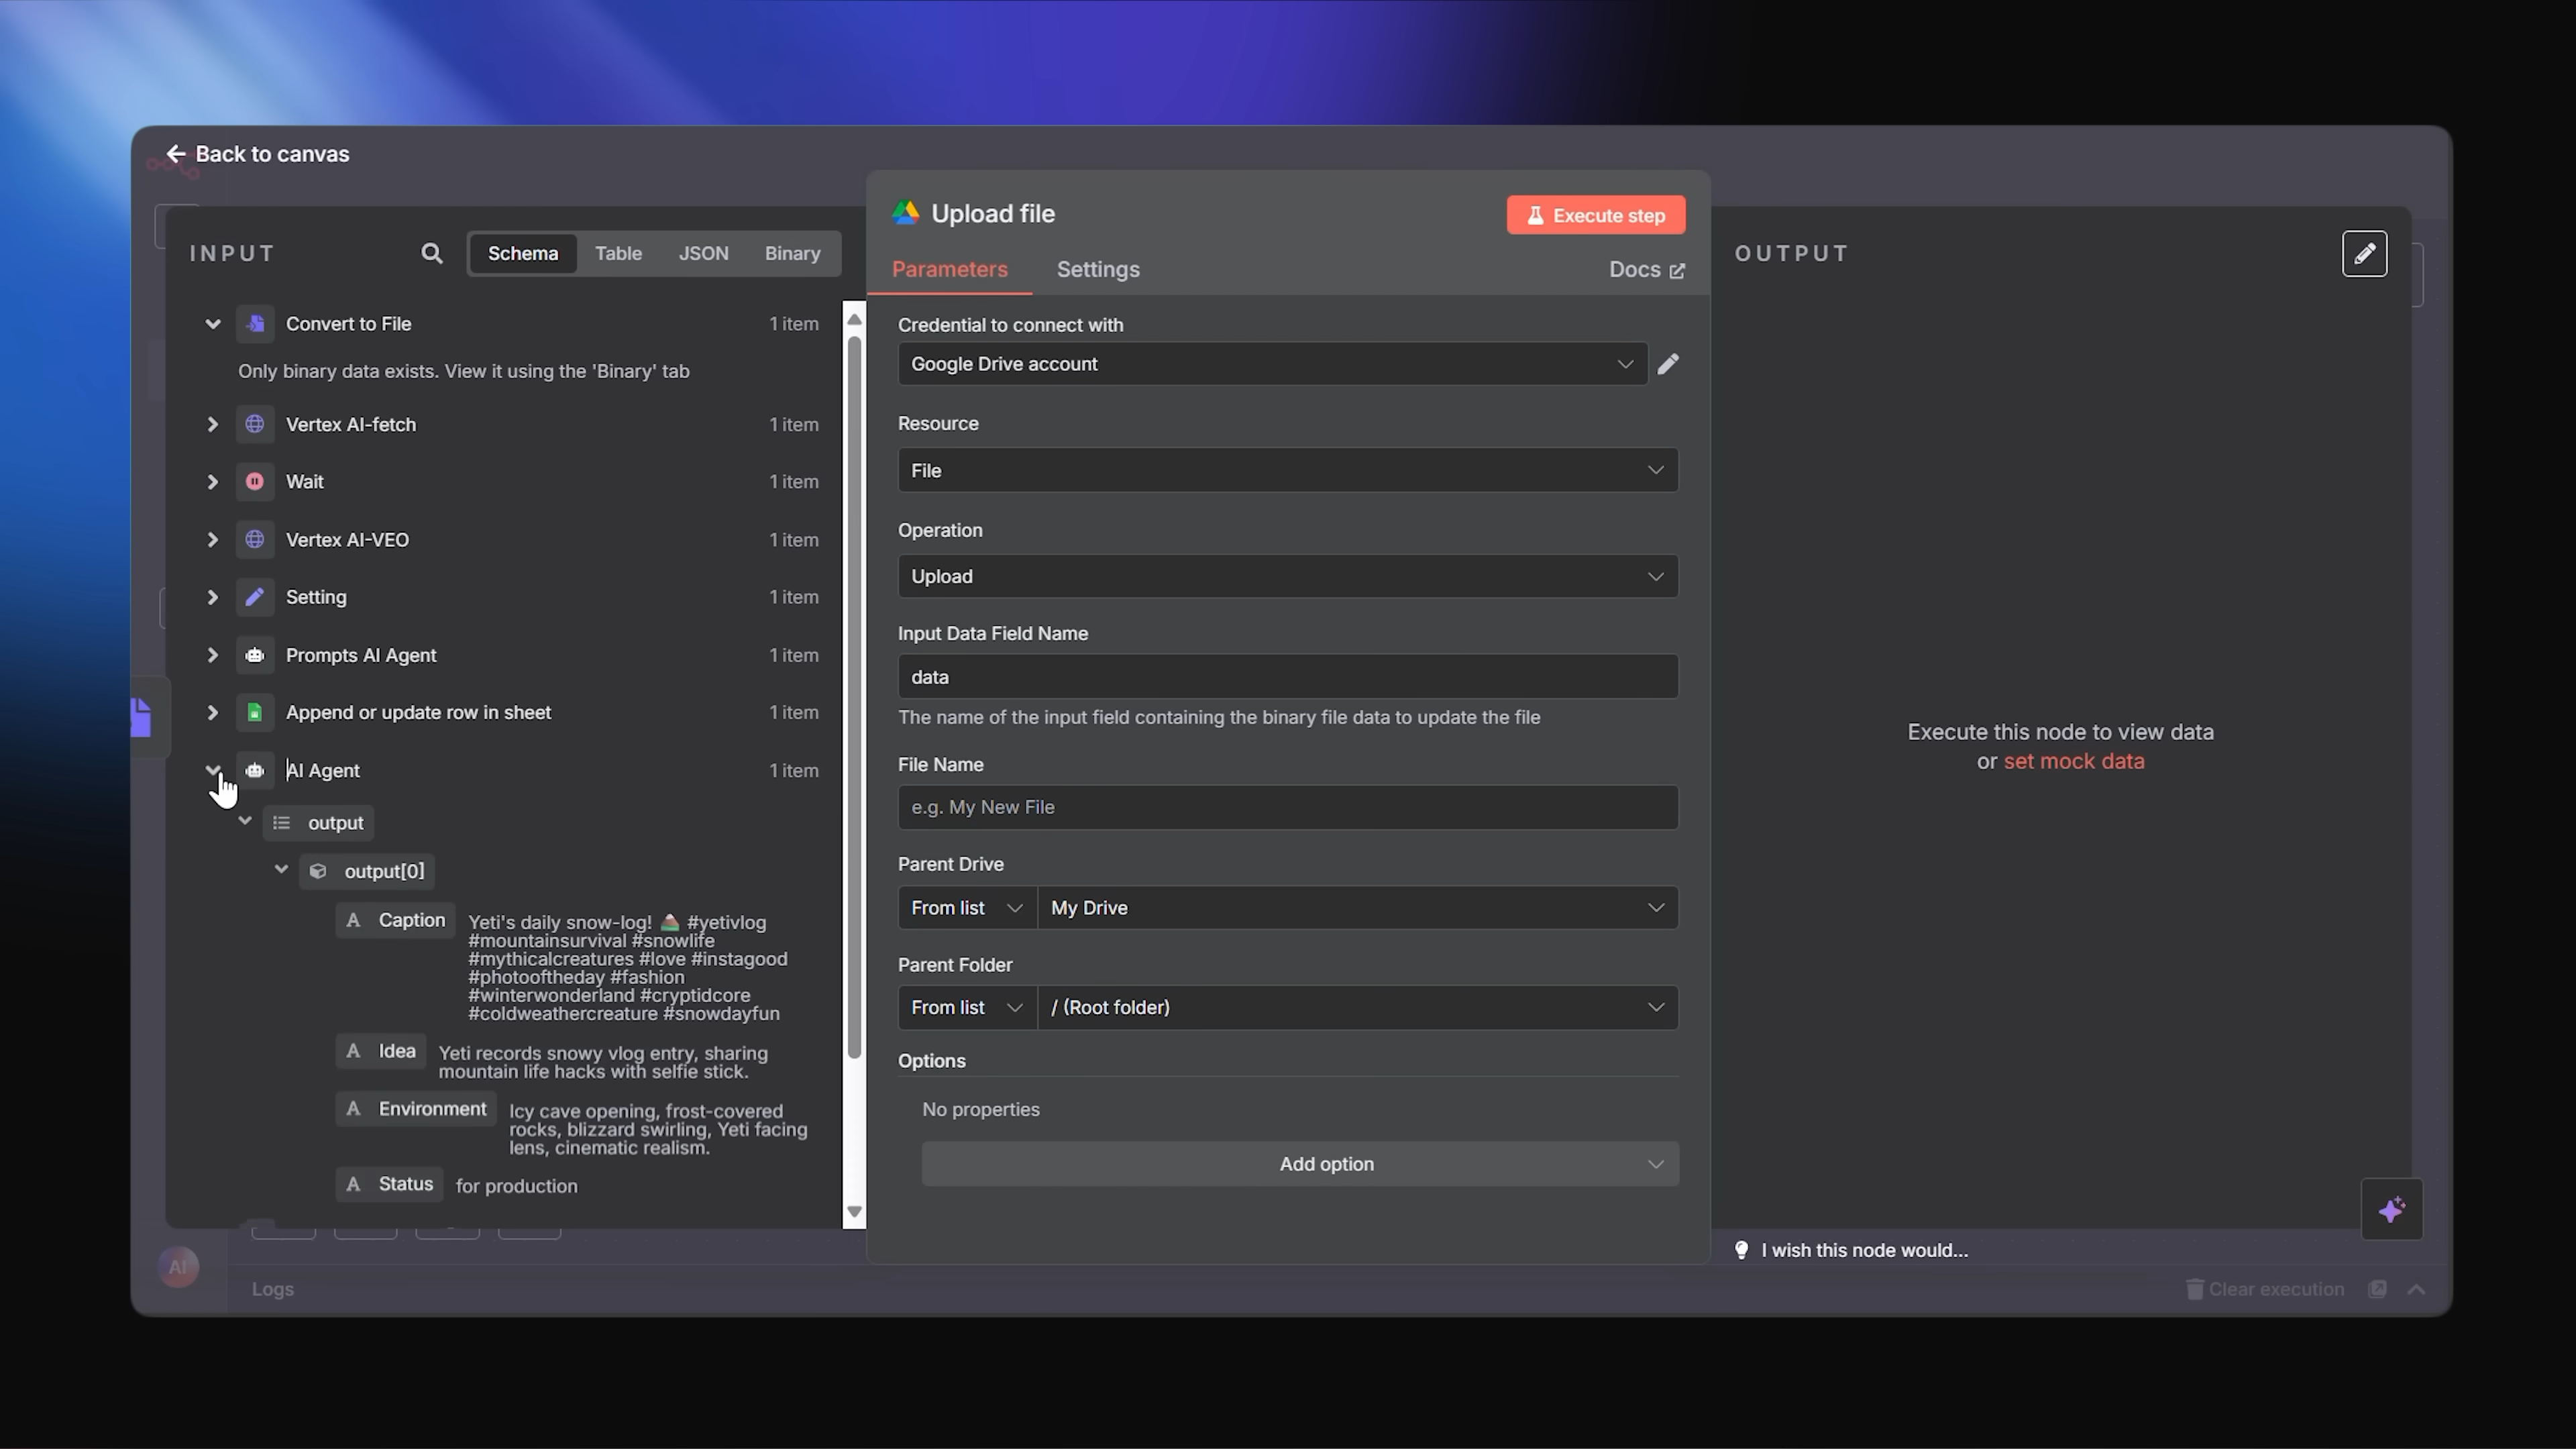 Back to canvas
INPUT
Schema
Table
JSON
Binary
Convert to File
1 item
Only binary data exists. View it using the 'Binary' tab
Vertex AI-fetch
1 item
Wait
1 item
Vertex AI-VEO
1 item
Setting
1 item
Prompts AI Agent
1 item
Append or update row in sheet
1 item
AI Agent
1 item
output
output[0]
A Caption
Yeti's daily snow-log! 🏔️ #yetivlog
#mountainsurvival #snowlife
#mythicalcreatures #love #instagood
#photooftheday #fashion
#winterwonderland #cryptidcore
#coldweathercreature #snowdayfun
A Idea
Yeti records snowy vlog entry, sharing
mountain life hacks with selfie stick.
A Environment
Icy cave opening, frost-covered
rocks, blizzard swirling, Yeti facing
lens, cinematic realism.
A Status
for production
Upload file
Execute step
Parameters
Settings
Docs
Credential to connect with
Google Drive account
Resource
File
Operation
Upload
Input Data Field Name
data
The name of the input field containing the binary file data to update the file
File Name
e.g. My New File
Parent Drive
From list
My Drive
Parent Folder
From list
/ (Root folder)
Options
No properties
Add option
OUTPUT
Execute this node to view data
or set mock data
I wish this node would...
AI
Logs
Clear execution